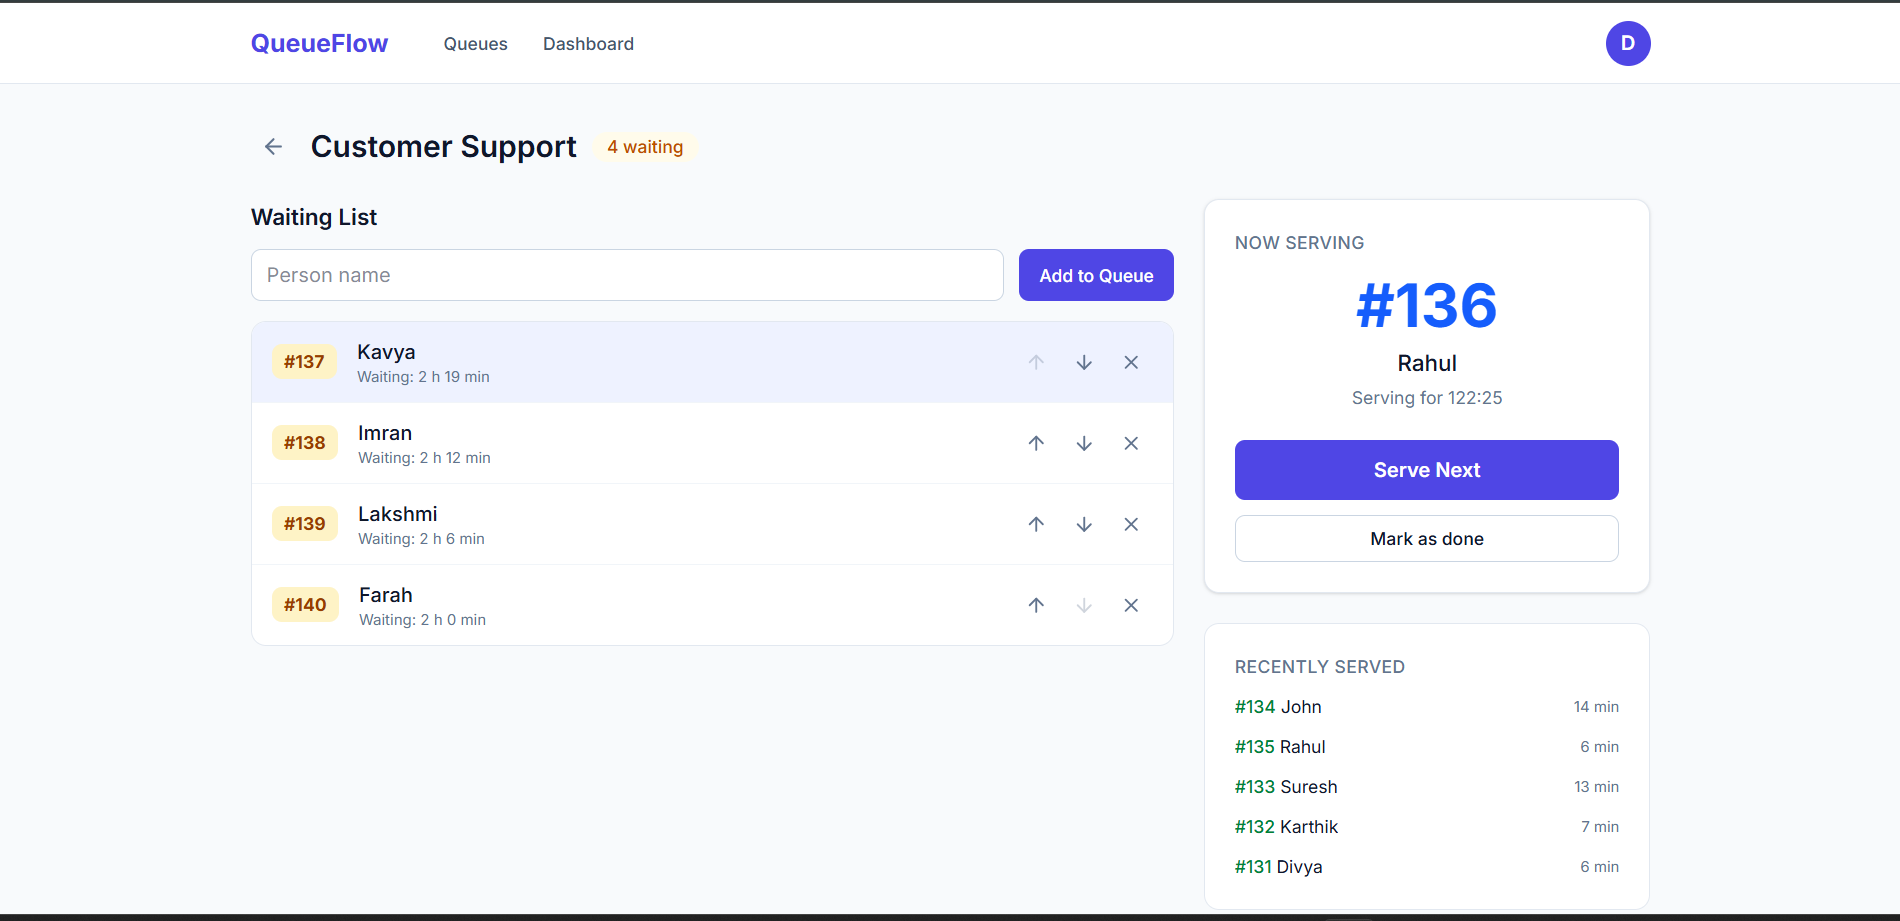 QueueFlow Queues Dashboard D
Customer Support 4 waiting
Waiting List
Person name Add to Queue
#137 Kavya
Waiting: 2 h 19 min
#138 Imran
Waiting: 2 h 12 min
#139 Lakshmi
Waiting: 2 h 6 min
#140 Farah
Waiting: 2 h 0 min
NOW SERVING
#136
Rahul
Serving for 122:25
Serve Next
Mark as done
RECENTLY SERVED
#134 John 14 min
#135 Rahul 6 min
#133 Suresh 13 min
#132 Karthik 7 min
#131 Divya 6 min